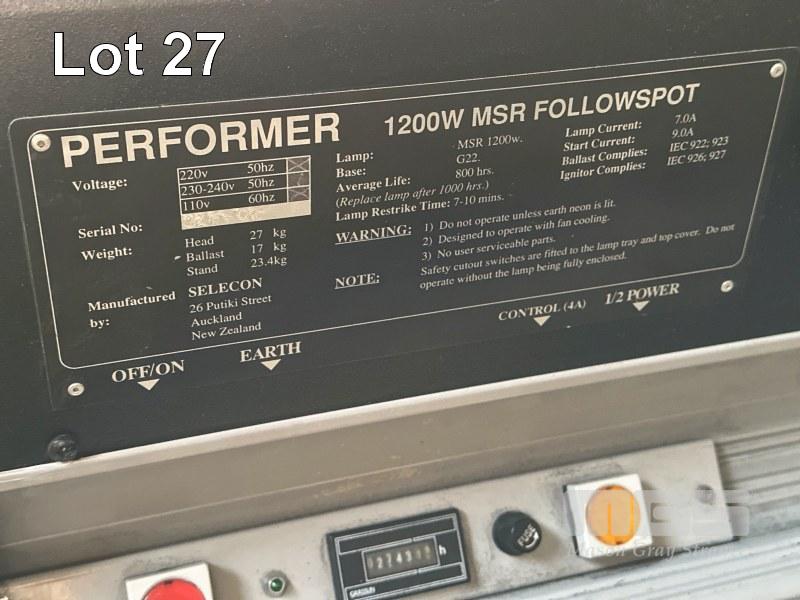 Lot 27
PERFORMER 1200W MSR FOLLOWSPOT
Voltage:
220v 50hz
230-240v 50hz
110v 60hz
Serial No:
Weight:
Head 27 kg
Ballast 17 kg
Stand 23.4kg
Manufactured by:
SELECON
26 Putiki Street
Auckland
New Zealand
Lamp: MSR 1200w.
Base: G22.
Average Life: 800 hrs.
(Replace lamp after 1000 hrs.)
Lamp Restrike Time: 7-10 mins.
Lamp Current: 7.0A
Start Current: 9.0A
Ballast Complies: IEC 922; 923
Ignitor Complies: IEC 926; 927
WARNING: 1) Do not operate unless earth neon is lit.
2) Designed to operate with fan cooling.
3) No user serviceable parts.
NOTE: Safety cutout switches are fitted to the lamp tray and top cover. Do not
operate without the lamp being fully enclosed.
OFF/ON
EARTH
CONTROL (4A)
1/2 POWER
h
FUSE
MGS
Mason Gray Strange